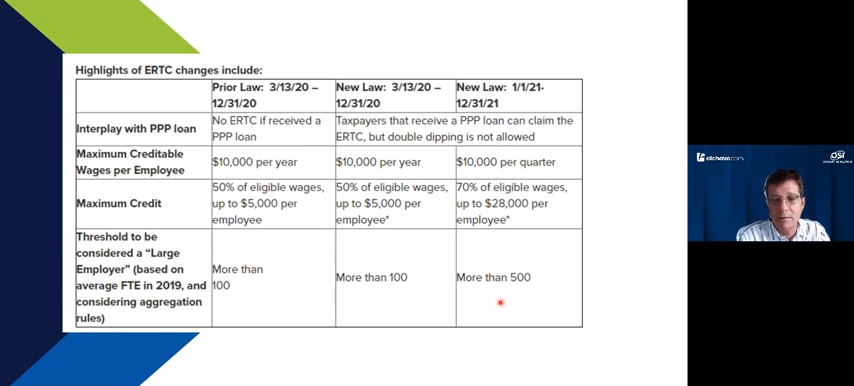 Highlights of ERTC changes include:
Prior Law: 3/13/20 –
12/31/20
New Law: 3/13/20 –
12/31/20
New Law: 1/1/21-
12/31/21
Interplay with PPP loan
No ERTC if received a
PPP loan
Taxpayers that receive a PPP loan can claim the
ERTC, but double dipping is not allowed
Maximum Creditable
Wages per Employee
$10,000 per year
$10,000 per year
$10,000 per quarter
Maximum Credit
50% of eligible wages,
up to $5,000 per
employee
50% of eligible wages,
up to $5,000 per
employee*
70% of eligible wages,
up to $28,000 per
employee*
Threshold to be
considered a “Large
Employer” (based on
average FTE in 2019, and
considering aggregation
rules)
More than
100
More than 100
More than 500